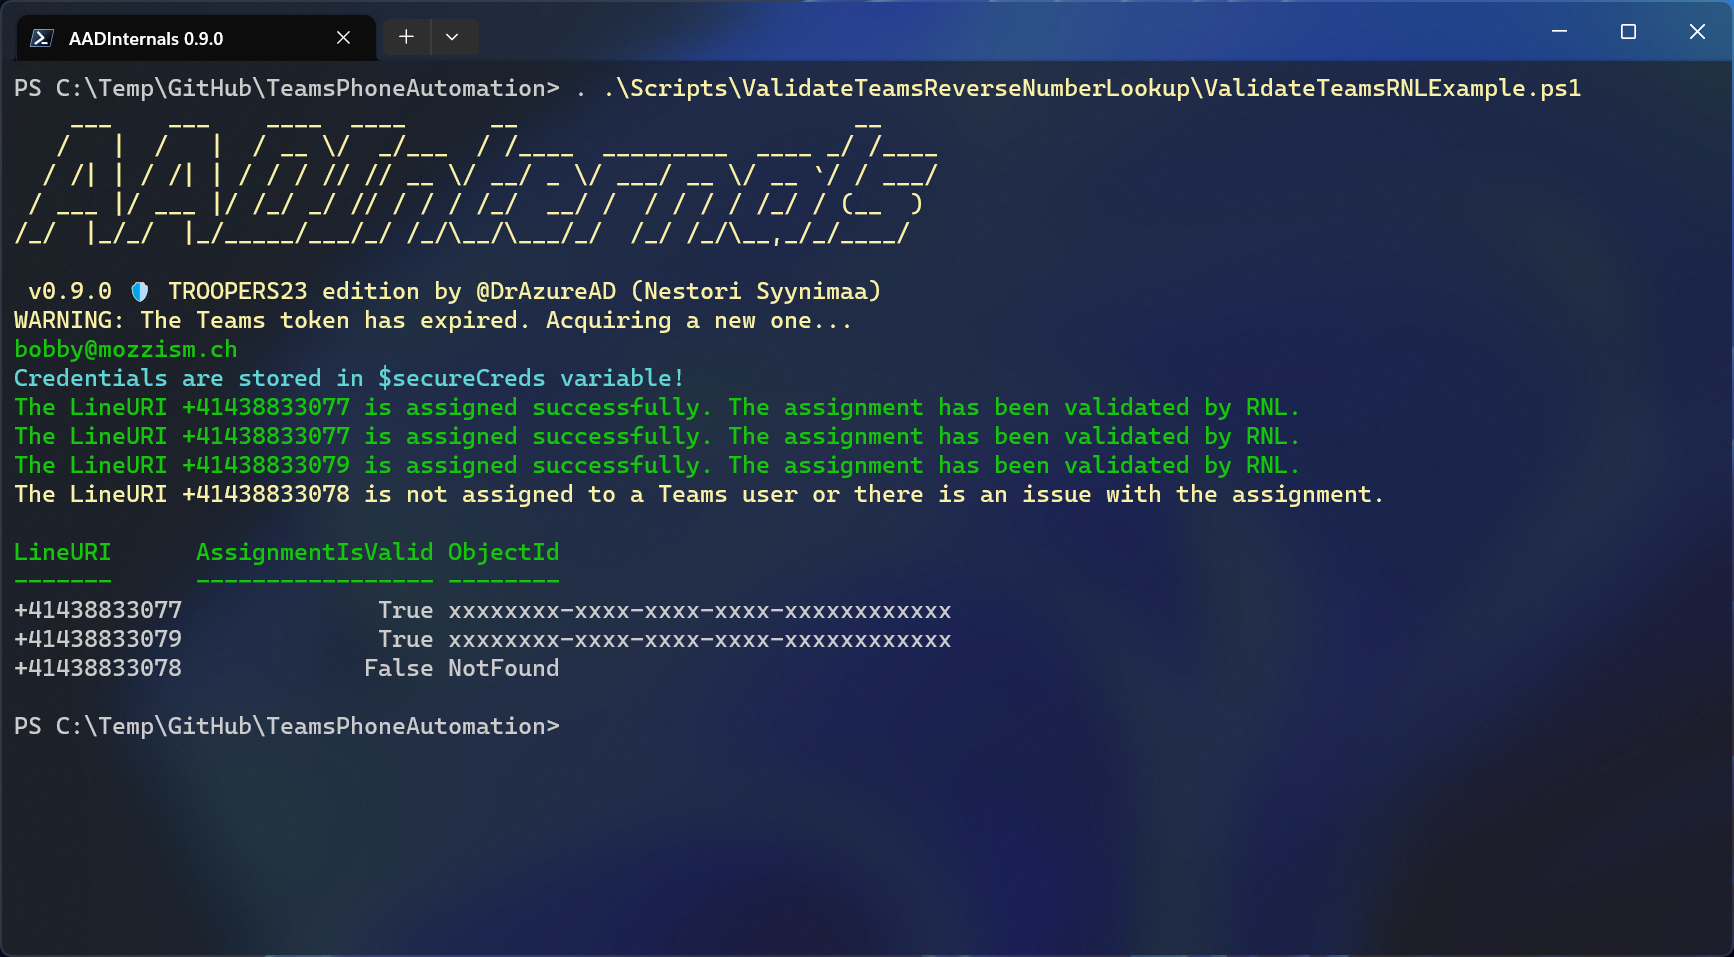 AADInternals 0.9.0
PS C:\Temp\GitHub\TeamsPhoneAutomation> . .\Scripts\ValidateTeamsReverseNumberLookup\ValidateTeamsRNLExample.ps1
AADInternals
v0.9.0 TROOPERS23 edition by @DrAzureAD (Nestori Syynimaa)
WARNING: The Teams token has expired. Acquiring a new one...
bobby@mozzism.ch
Credentials are stored in $secureCreds variable!
The LineURI +41438833077 is assigned successfully. The assignment has been validated by RNL.
The LineURI +41438833077 is assigned successfully. The assignment has been validated by RNL.
The LineURI +41438833079 is assigned successfully. The assignment has been validated by RNL.
The LineURI +41438833078 is not assigned to a Teams user or there is an issue with the assignment.
LineURI AssignmentIsValid ObjectId
------- ----------------- --------
+41438833077 True xxxxxxxx-xxxx-xxxx-xxxx-xxxxxxxxxxxx
+41438833079 True xxxxxxxx-xxxx-xxxx-xxxx-xxxxxxxxxxxx
+41438833078 False NotFound
PS C:\Temp\GitHub\TeamsPhoneAutomation>